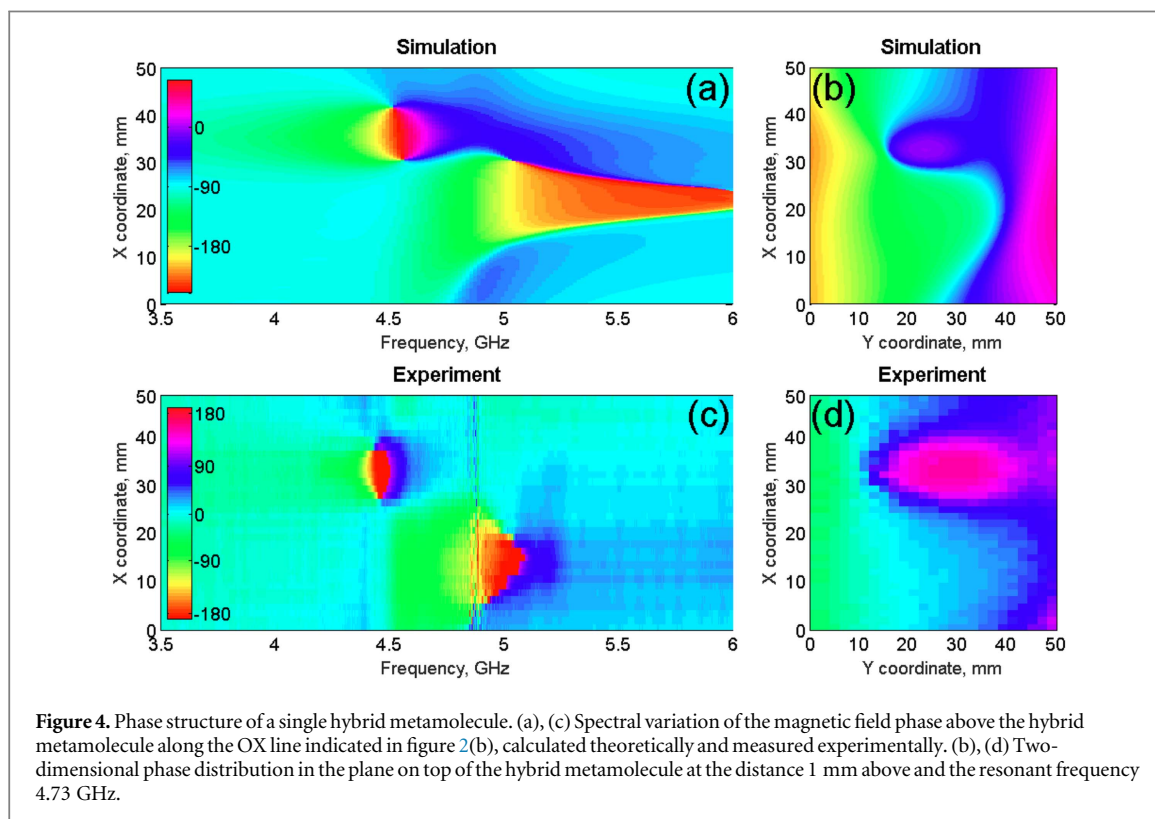 Simulation
(a)
X coordinate, mm
50
40
30
20
10
0
0
-90
-180
3.5
4
4.5
5
5.5
6
Frequency, GHz
Simulation
(b)
X coordinate, mm
50
40
30
20
10
0
0
10
20
30
40
50
Y coordinate, mm
Experiment
(c)
X coordinate, mm
50
40
30
20
10
0
180
90
0
-90
-180
3.5
4
4.5
5
5.5
6
Frequency, GHz
Experiment
(d)
X coordinate, mm
50
40
30
20
10
0
0
10
20
30
40
50
Y coordinate, mm
Figure 4. Phase structure of a single hybrid metamolecule. (a), (c) Spectral variation of the magnetic field phase above the hybrid
metamolecule along the OX line indicated in figure 2(b), calculated theoretically and measured experimentally. (b), (d) Two-
dimensional phase distribution in the plane on top of the hybrid metamolecule at the distance 1 mm above and the resonant frequency
4.73 GHz.